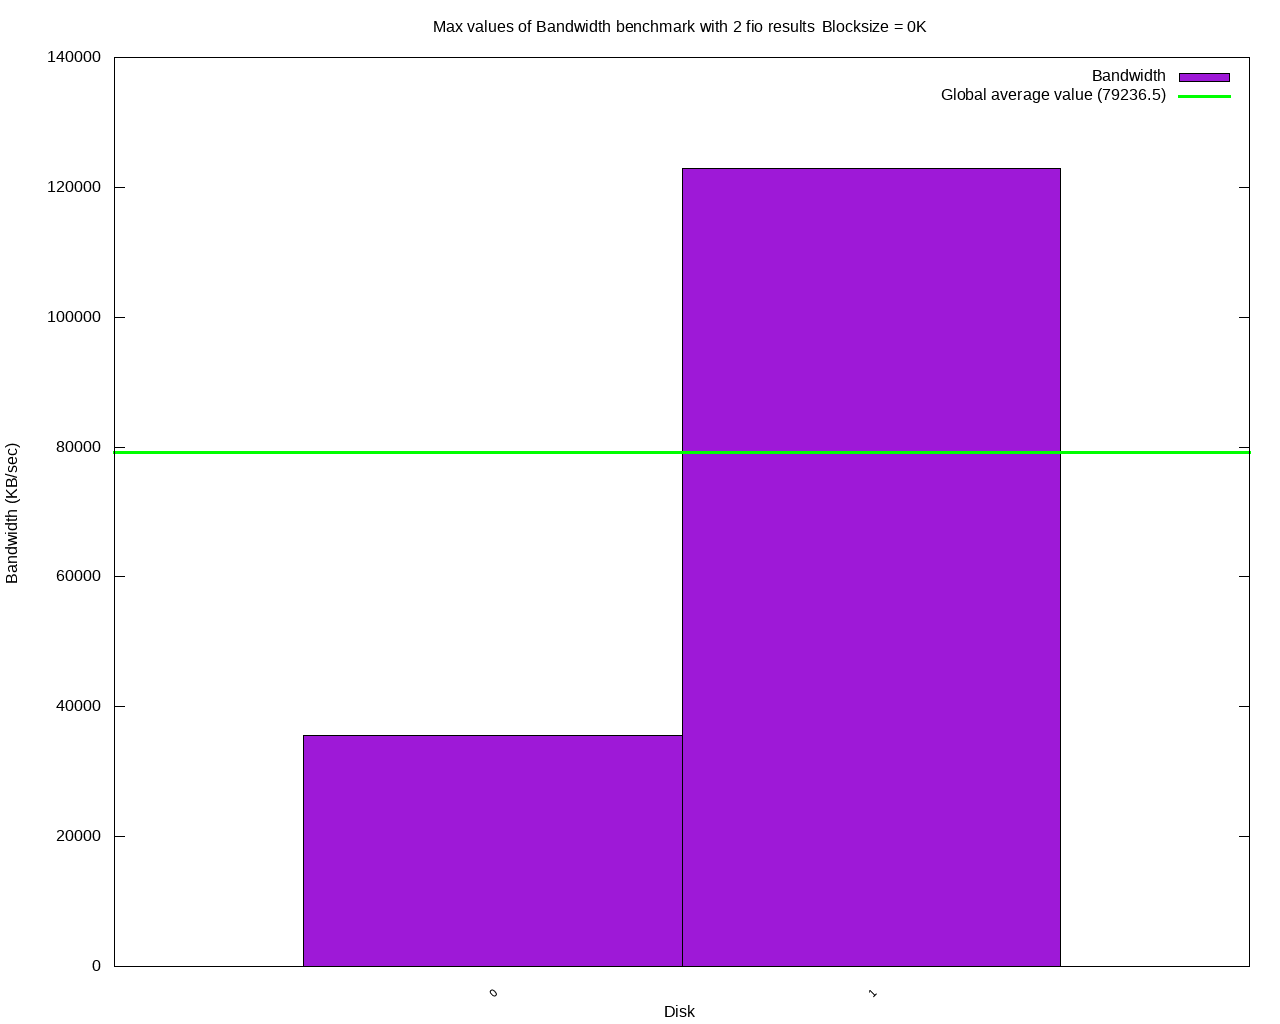 Max values of Bandwidth benchmark with 2 fio results Blocksize = 0K
140000
120000
100000
80000
60000
40000
20000
0
Bandwidth
Global average value (79236.5)
Bandwidth (KB/sec)
0
1
Disk